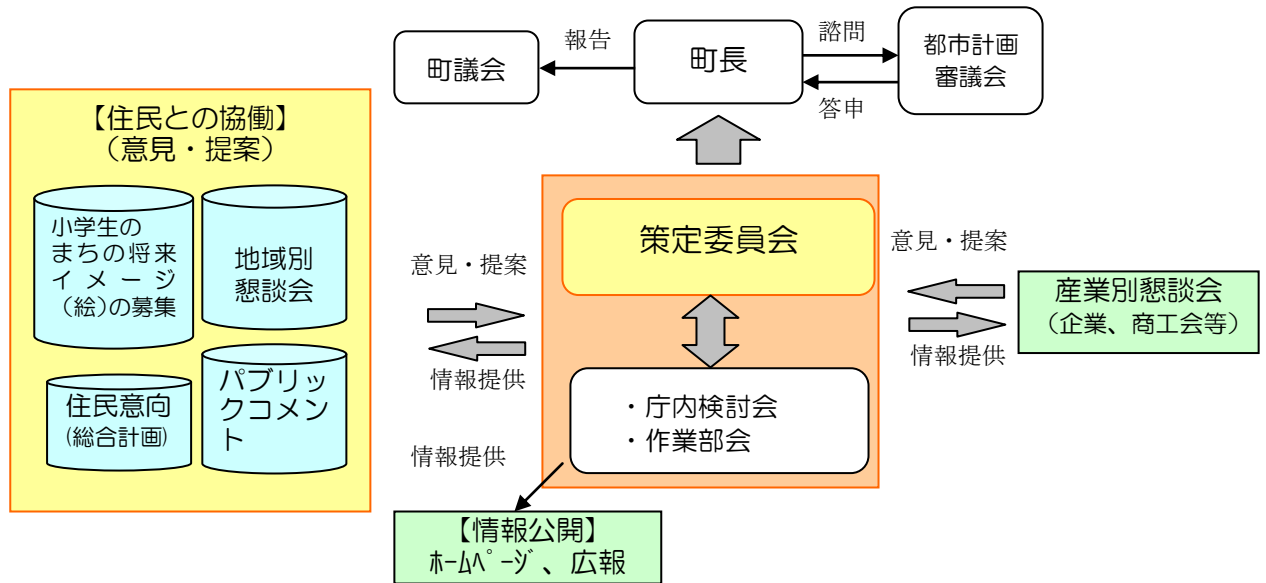 報告
諮問
町議会
町長
都市計画
審議会
答申
【住民との協働】
（意見・提案）
小学生の
まちの将来
イメージ
（絵）の募集
地域別
懇談会
住民意向
(総合計画)
パブリッ
クコメン
ト
意見・提案
情報提供
策定委員会
・庁内検討会
・作業部会
意見・提案
情報提供
産業別懇談会
（企業、商工会等）
情報提供
【情報公開】
ﾎｰﾑﾍﾟｰｼﾞ、広報